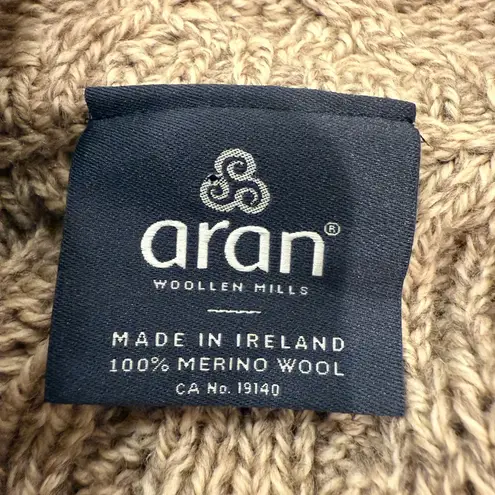 aran®
WOOLLEN MILLS
MADE IN IRELAND
100% MERINO WOOL
CA No. 19140